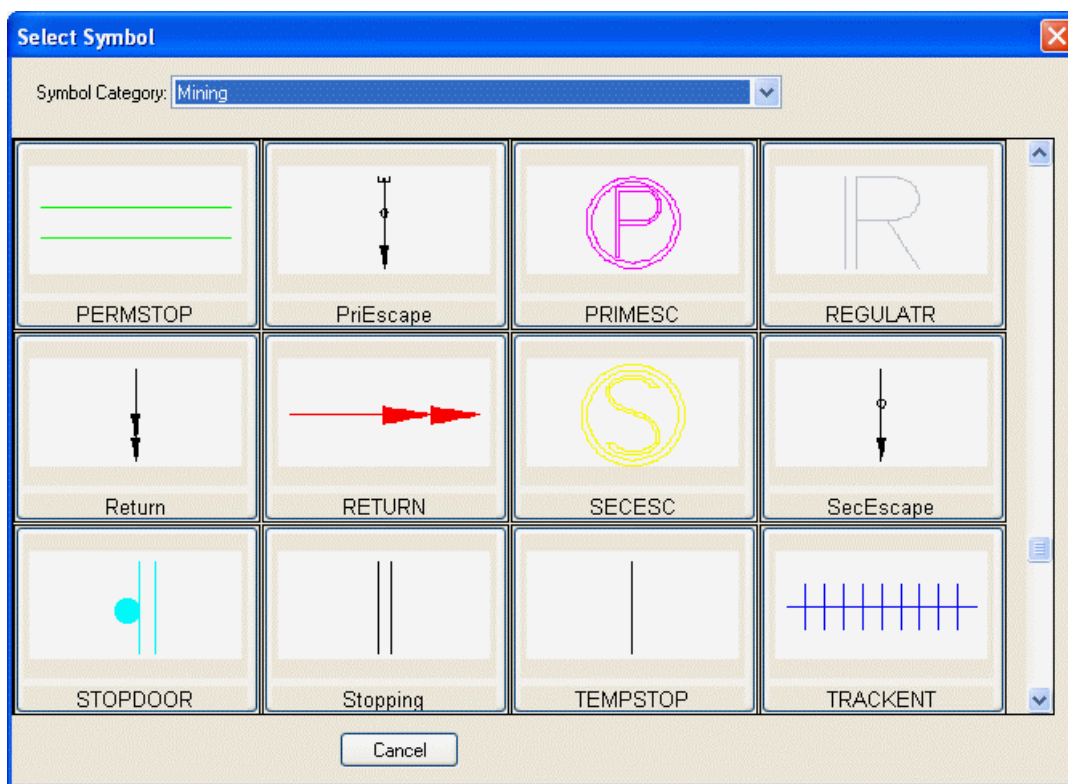 Select Symbol
Symbol Category: Mining
PERMSTOP PriEscape PRIMESC REGULATR
Return RETURN SECESC SecEscape
STOPDOOR Stopping TEMPSTOP TRACKENT
Cancel